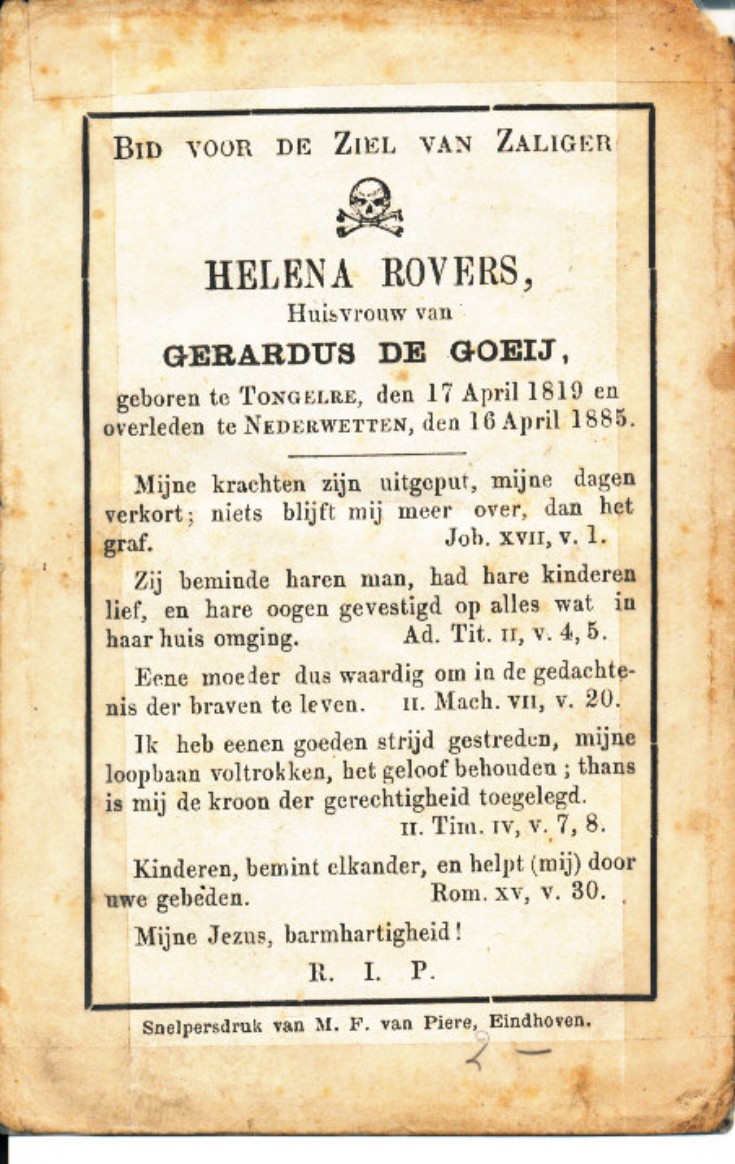 BID VOOR DE ZIEL VAN ZALIGER
HELENA ROVERS,
Huisvrouw van
GERARDUS DE GOEIJ,
geboren te TONGELRE, den 17 April 1819 en
overleden te NEDERWETTEN, den 16 April 1885.
Mijne krachten zijn uitgeput, mijne dagen
verkort; niets blijft mij meer over, dan het
graf. Job. XVII, v. 1.
Zij beminde haren man, had hare kinderen
lief, en hare oogen gevestigd op alles wat in
haar huis omging. Ad. Tit. II, v. 4, 5.
Eene moeder dus waardig om in de gedachte-
nis der braven te leven. II. Mach. VII, v. 20.
Ik heb eenen goeden strijd gestreden, mijne
loopbaan voltrokken, het geloof behouden; thans
is mij de kroon der gerechtigheid toegelegd.
II. Tim. IV, v. 7, 8.
Kinderen, bemint elkander, en helpt (mij) door
uwe gebeden. Rom. XV, v. 30.
Mijne Jezus, barmhartigheid!
R. I. P.
Snelpersdruk van M. F. van Piere, Eindhoven.
2 –